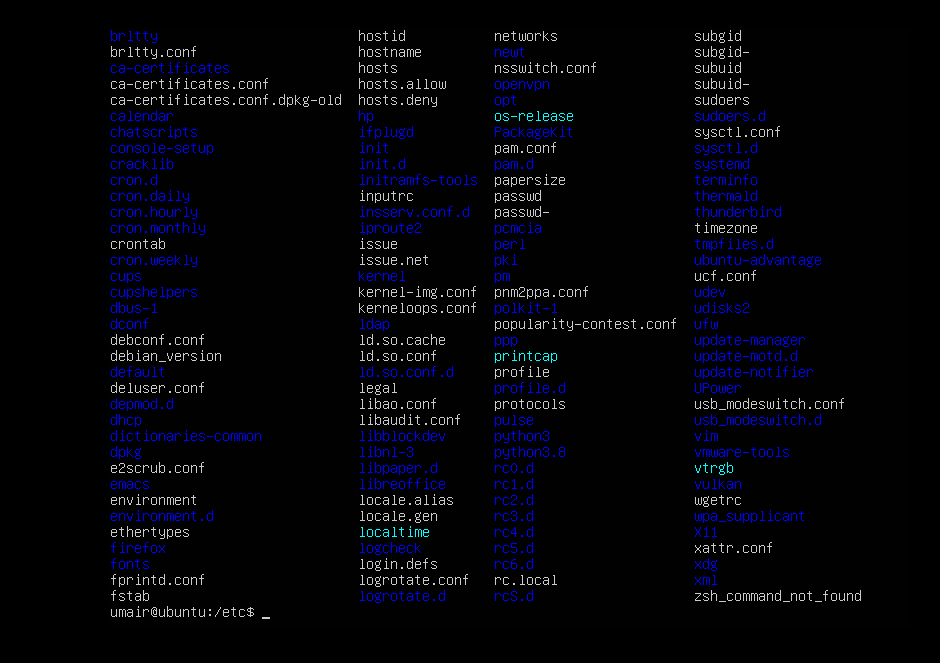 brltty hostid networks subgid
brltty.conf hostname newt subgid-
ca-certificates hosts nsswitch.conf subuid
ca-certificates.conf hosts.allow openvpn subuid-
ca-certificates.conf.dpkg-old hosts.deny opt sudoers
calendar hp os-release sudoers.d
chatscripts ifplugd PackageKit sysctl.conf
console-setup init pam.conf sysctl.d
cracklib init.d pam.d systemd
cron.d initramfs-tools papersize terminfo
cron.daily inputrc passwd thermald
cron.hourly insserv.conf.d passwd- thunderbird
cron.monthly iproute2 pcmcia timezone
crontab issue perl tmpfiles.d
cron.weekly issue.net pki ubuntu-advantage
cups kernel pm ucf.conf
cupshelpers kernel-img.conf pnm2ppa.conf udev
dbus-1 kerneloops.conf polkit-1 udisks2
dconf ldap popularity-contest.conf ufw
debconf.conf ld.so.cache ppp update-manager
debian_version ld.so.conf printcap update-motd.d
default ld.so.conf.d profile update-notifier
deluser.conf legal profile.d UPower
depmod.d libao.conf protocols usb_modeswitch.conf
dhcp libaudit.conf pulse usb_modeswitch.d
dictionaries-common libblockdev python3 vim
dpkg libnl-3 python3.8 vmware-tools
e2scrub.conf libpaper.d rc0.d vtrgb
emacs libreoffice rc1.d vulkan
environment locale.alias rc2.d wgetrc
environment.d locale.gen rc3.d wpa_supplicant
ethertypes localtime rc4.d X11
firefox logcheck rc5.d xattr.conf
fonts login.defs rc6.d xdg
fprintd.conf logrotate.conf rc.local xml
fstab logrotate.d rcS.d zsh_command_not_found
umair@ubuntu:/etc$ _